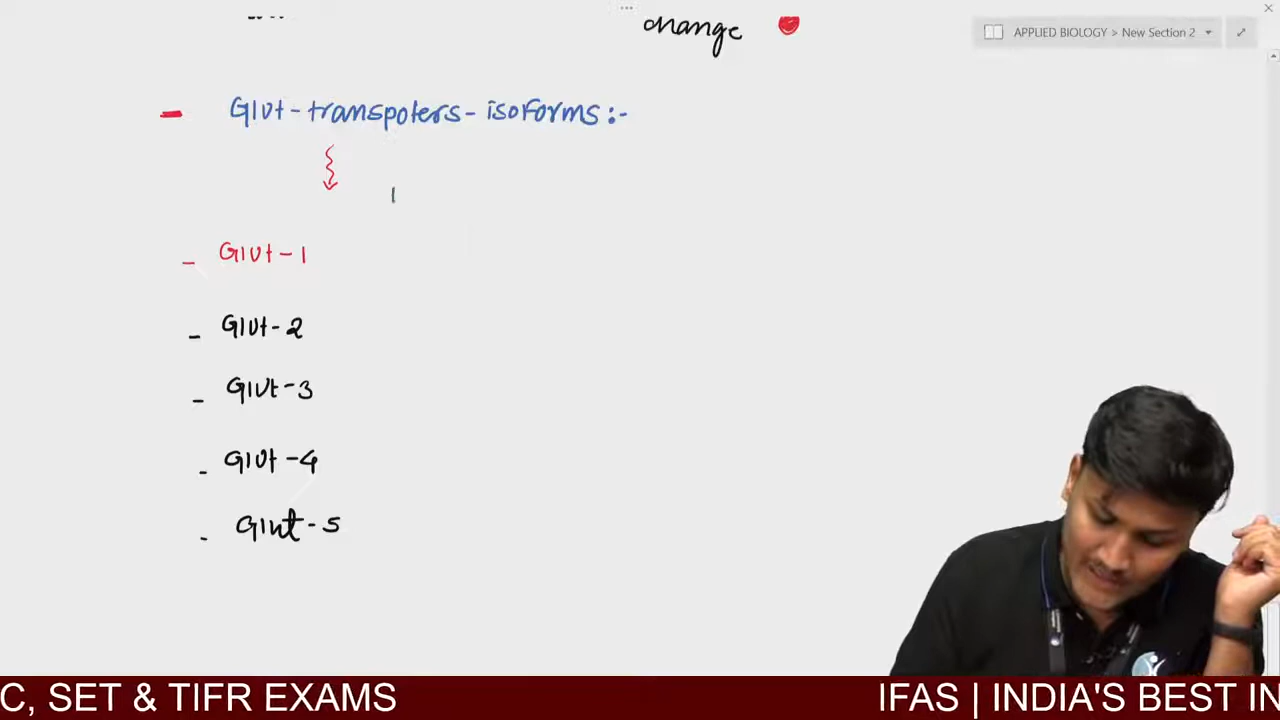 change
APPLIED BIOLOGY > New Section 2
- Glut-transpoters-isoforms:-
- Glut-1
- Glut-2
- Glut-3
- Glut-4
- Glut-5
C, SET & TIFR EXAMS IFAS | INDIA'S BEST IN